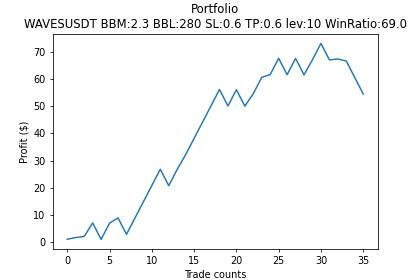 Portfolio
WAVESUSDT BBM:2.3 BBL:280 SL:0.6 TP:0.6 lev:10 WinRatio:69.0
Profit ($)
70
60
50
40
30
20
10
0
0 5 10 15 20 25 30 35
Trade counts